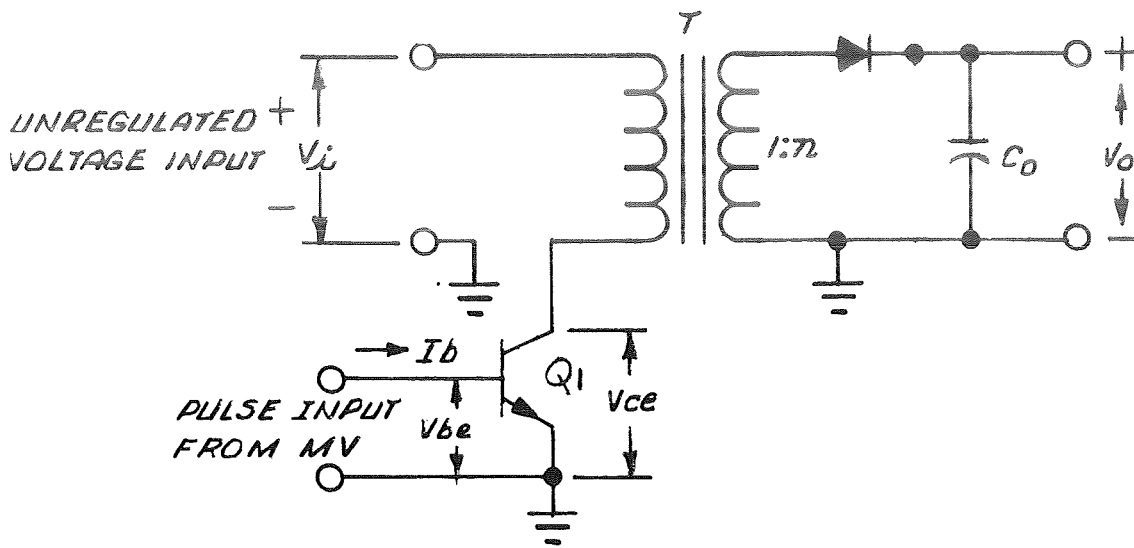 T
UNREGULATED
VOLTAGE INPUT
+
Vi
−
1:n
Co
+
Vo
−
Ib
Q1
PULSE INPUT
FROM MV
Vbe
Vce